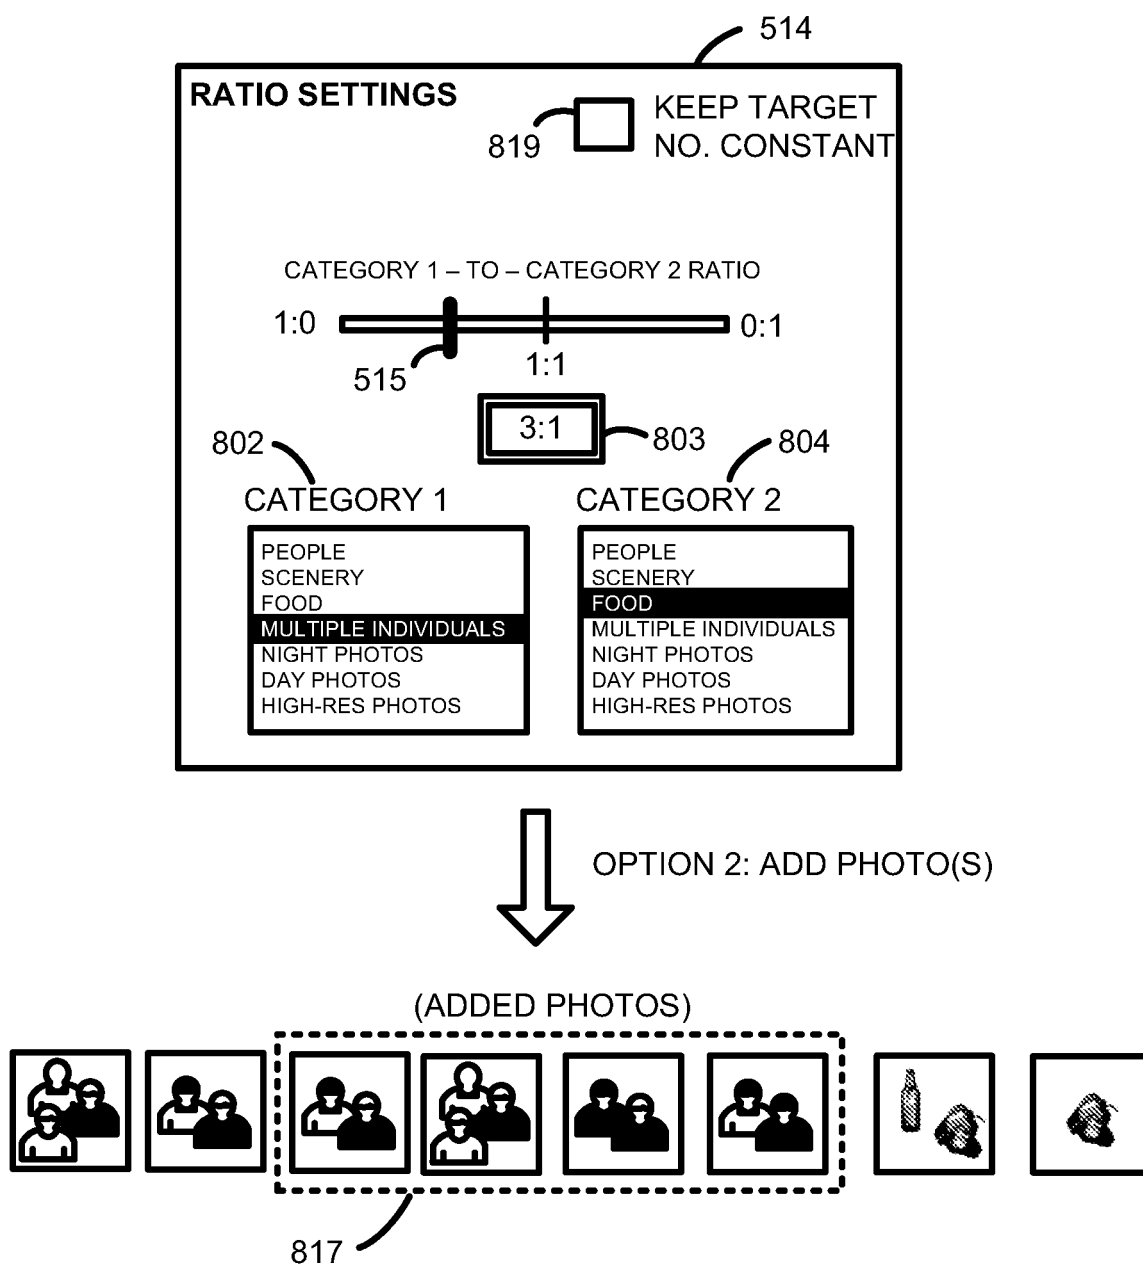 514
RATIO SETTINGS
819
KEEP TARGET
NO. CONSTANT
CATEGORY 1 – TO – CATEGORY 2 RATIO
1:0
0:1
515
1:1
3:1
803
802
804
CATEGORY 1
CATEGORY 2
PEOPLE
SCENERY
FOOD
MULTIPLE INDIVIDUALS
NIGHT PHOTOS
DAY PHOTOS
HIGH-RES PHOTOS
PEOPLE
SCENERY
FOOD
MULTIPLE INDIVIDUALS
NIGHT PHOTOS
DAY PHOTOS
HIGH-RES PHOTOS
OPTION 2: ADD PHOTO(S)
(ADDED PHOTOS)
817